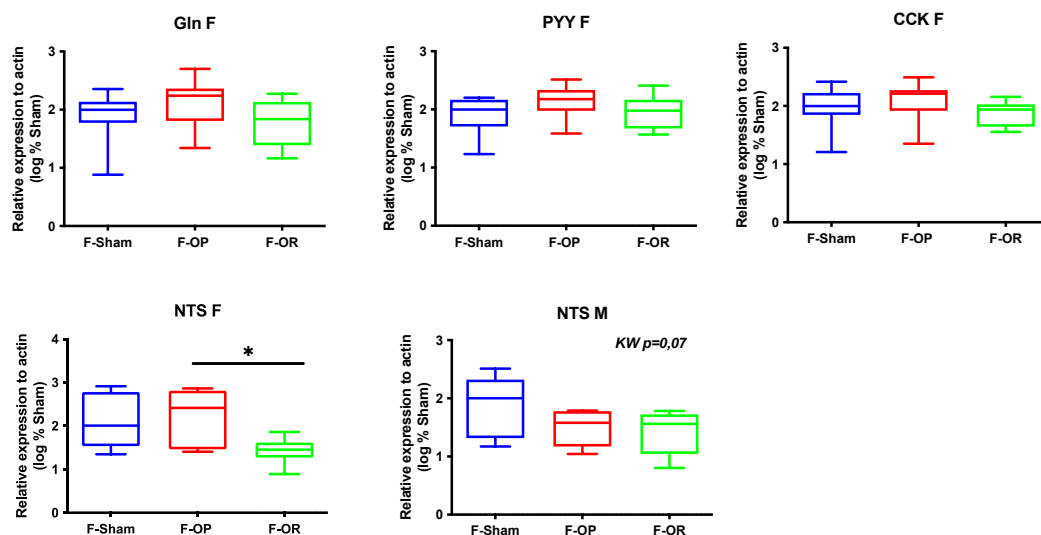 Gln F
Relative expression to actin
(log % Sham)
3
2
1
0
F-Sham F-OP F-OR
PYY F
Relative expression to actin
(log % Sham)
3
2
1
0
F-Sham F-OP F-OR
CCK F
Relative expression to actin
(log % Sham)
3
2
1
0
F-Sham F-OP F-OR
NTS F
Relative expression to actin
(log % Sham)
4
3
2
1
0
*
F-Sham F-OP F-OR
NTS M
Relative expression to actin
(log % Sham)
3
2
1
0
KW p=0,07
F-Sham F-OP F-OR